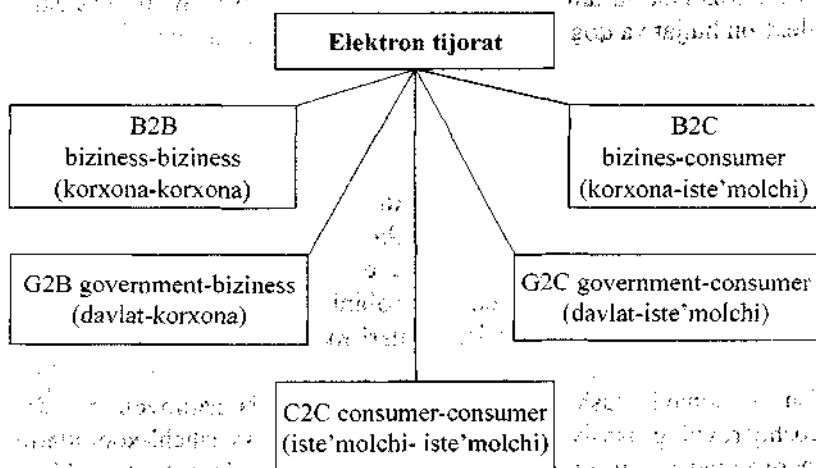 Elektron tijorat
B2B
biziness-biziness
(korxona-korxona)
B2C
bizines-consumer
(korxona-iste’molchi)
G2B government-biziness
(davlat-korxona)
G2C government-consumer
(davlat-iste’molchi)
C2C consumer-consumer
(iste’molchi- iste’molchi)